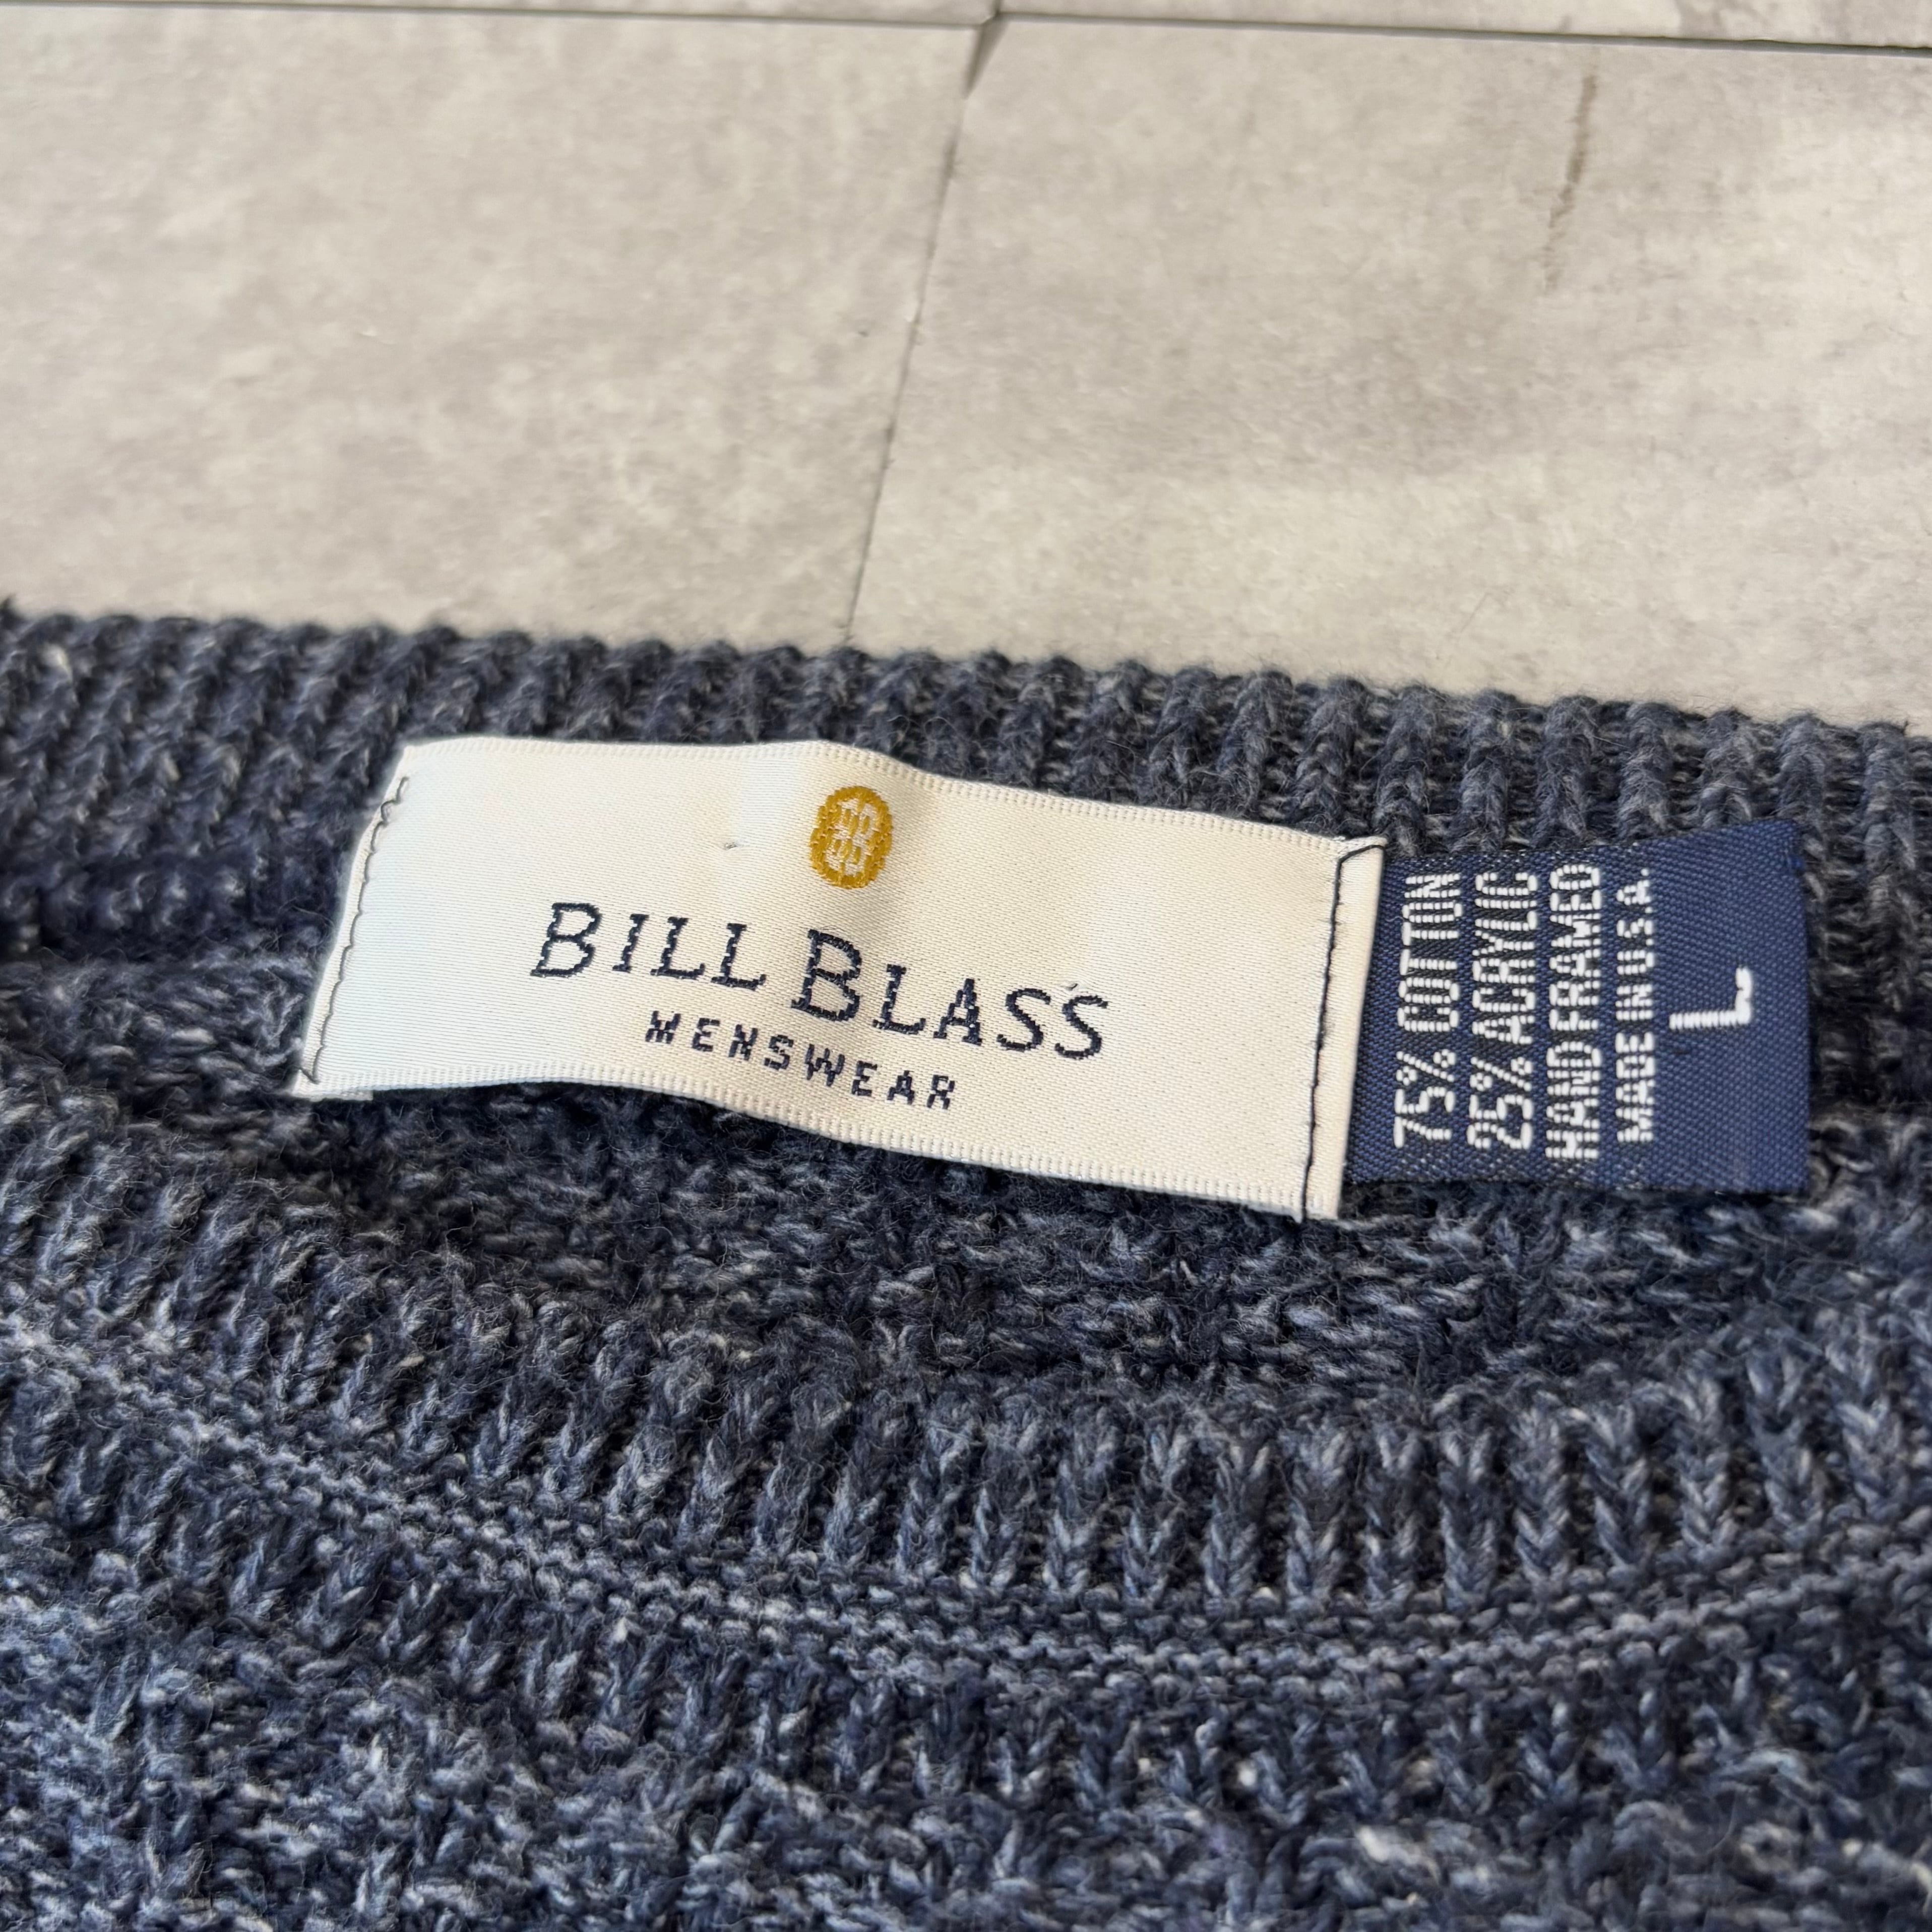 BILL BLASS
MENSWEAR
75% COTTON
25% ACRYLIC
HAND FRAMED
MADE IN U.S.A.
L